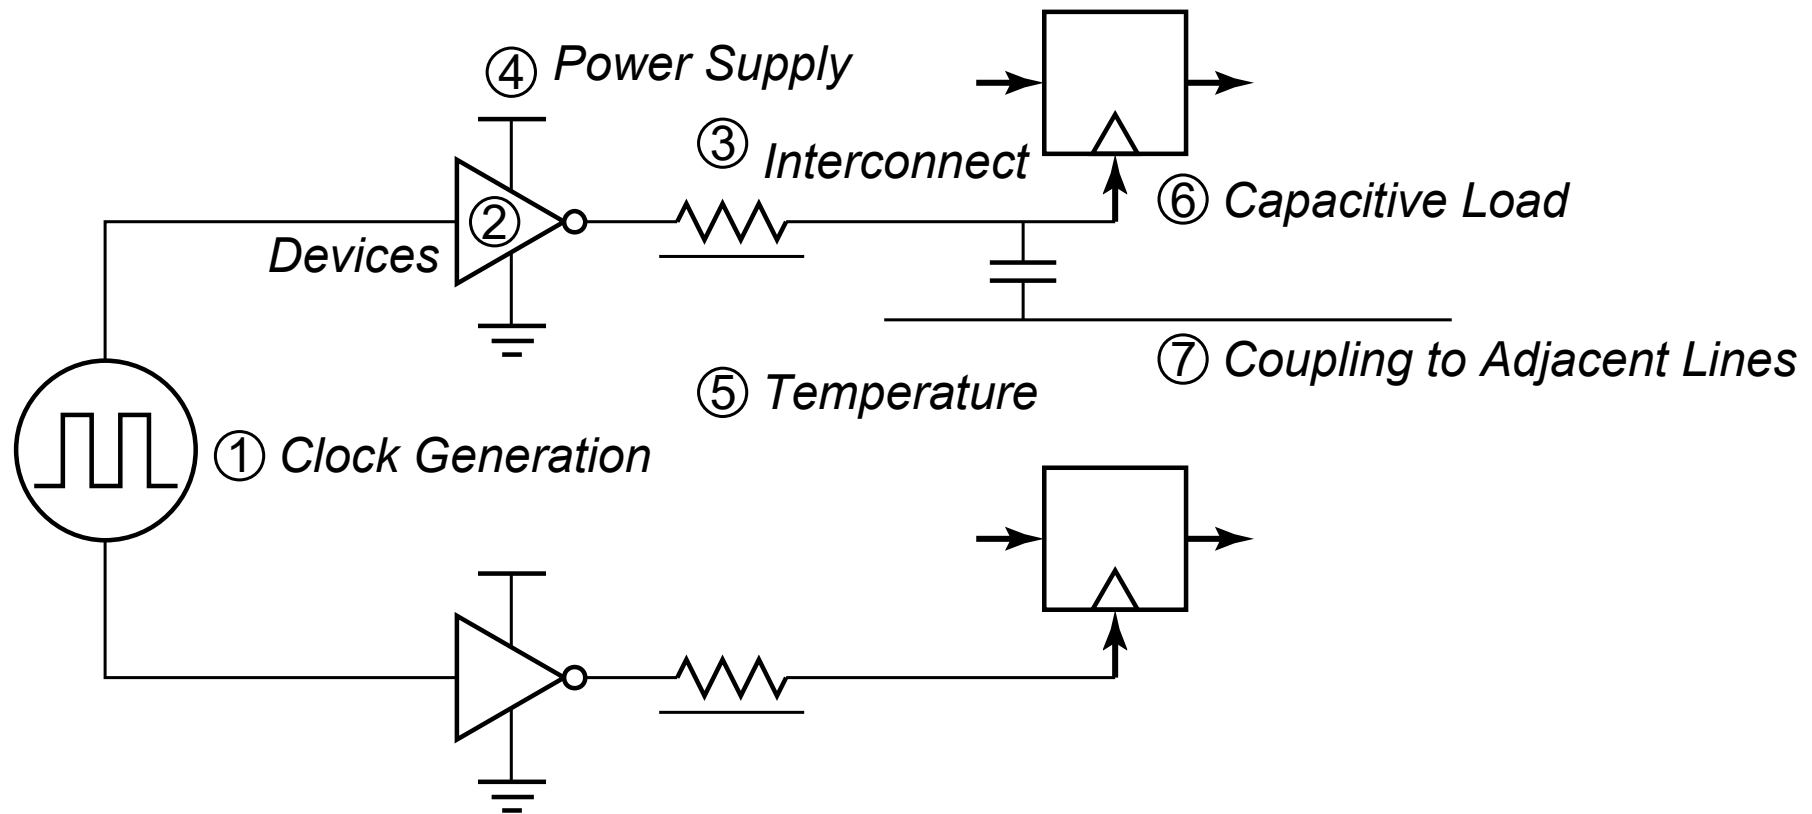 ④ Power Supply
③ Interconnect
② Devices
⑥ Capacitive Load
⑦ Coupling to Adjacent Lines
⑤ Temperature
① Clock Generation